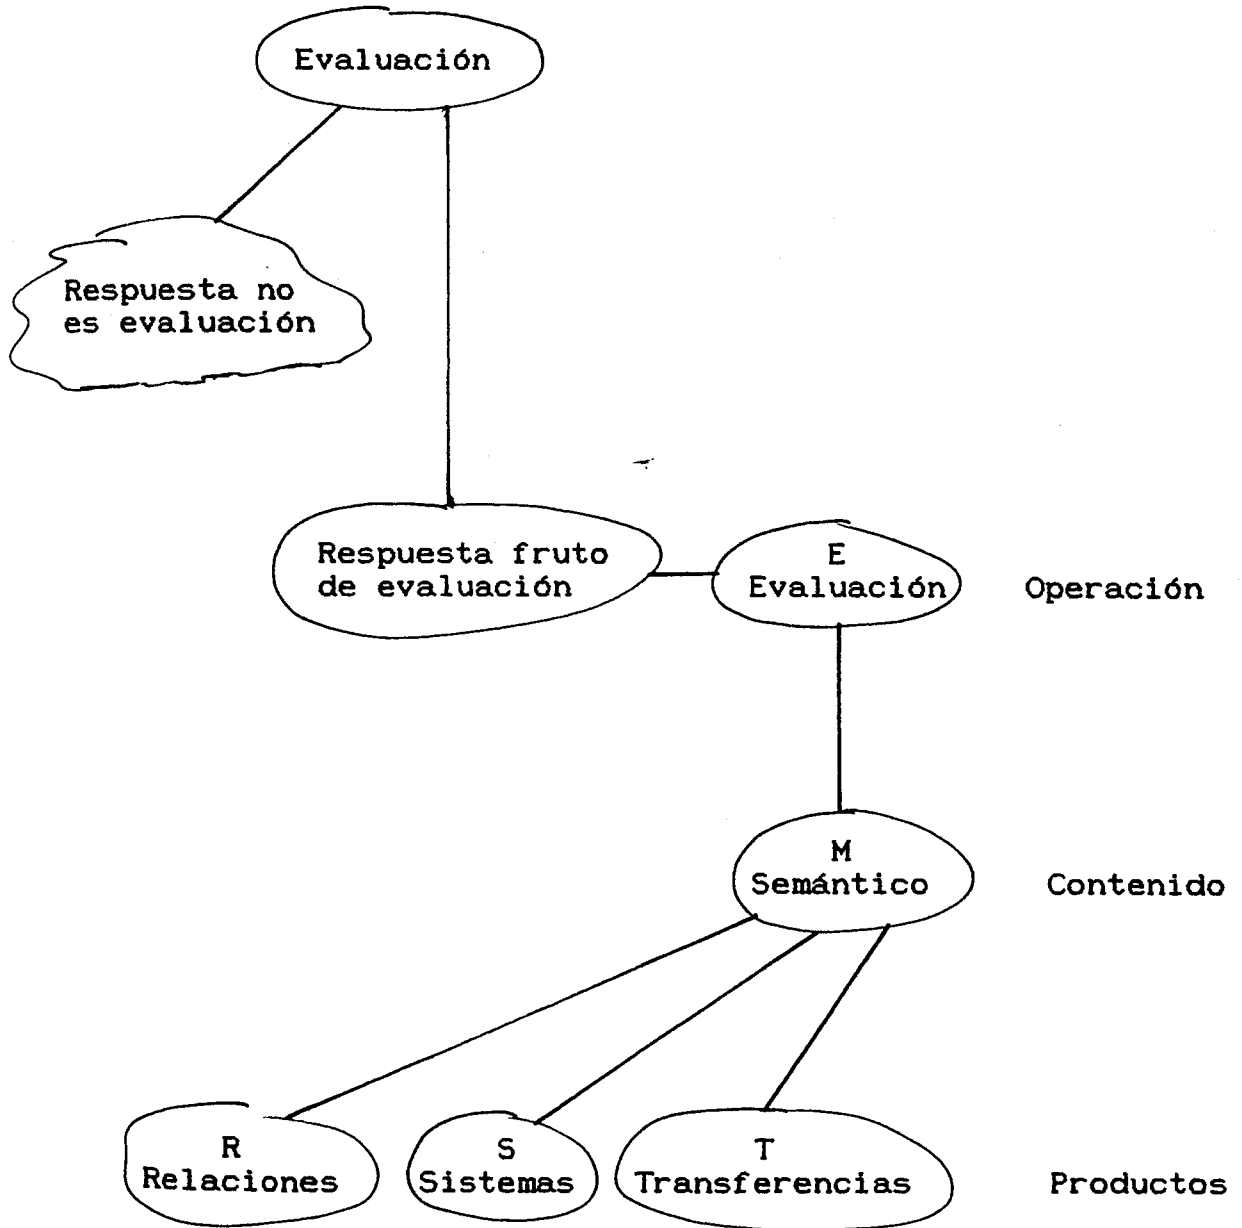 Evaluación
Respuesta no
es evaluación
Respuesta fruto
de evaluación
E
Evaluación
Operación
M
Semántico
Contenido
R
Relaciones
S
Sistemas
T
Transferencias
Productos